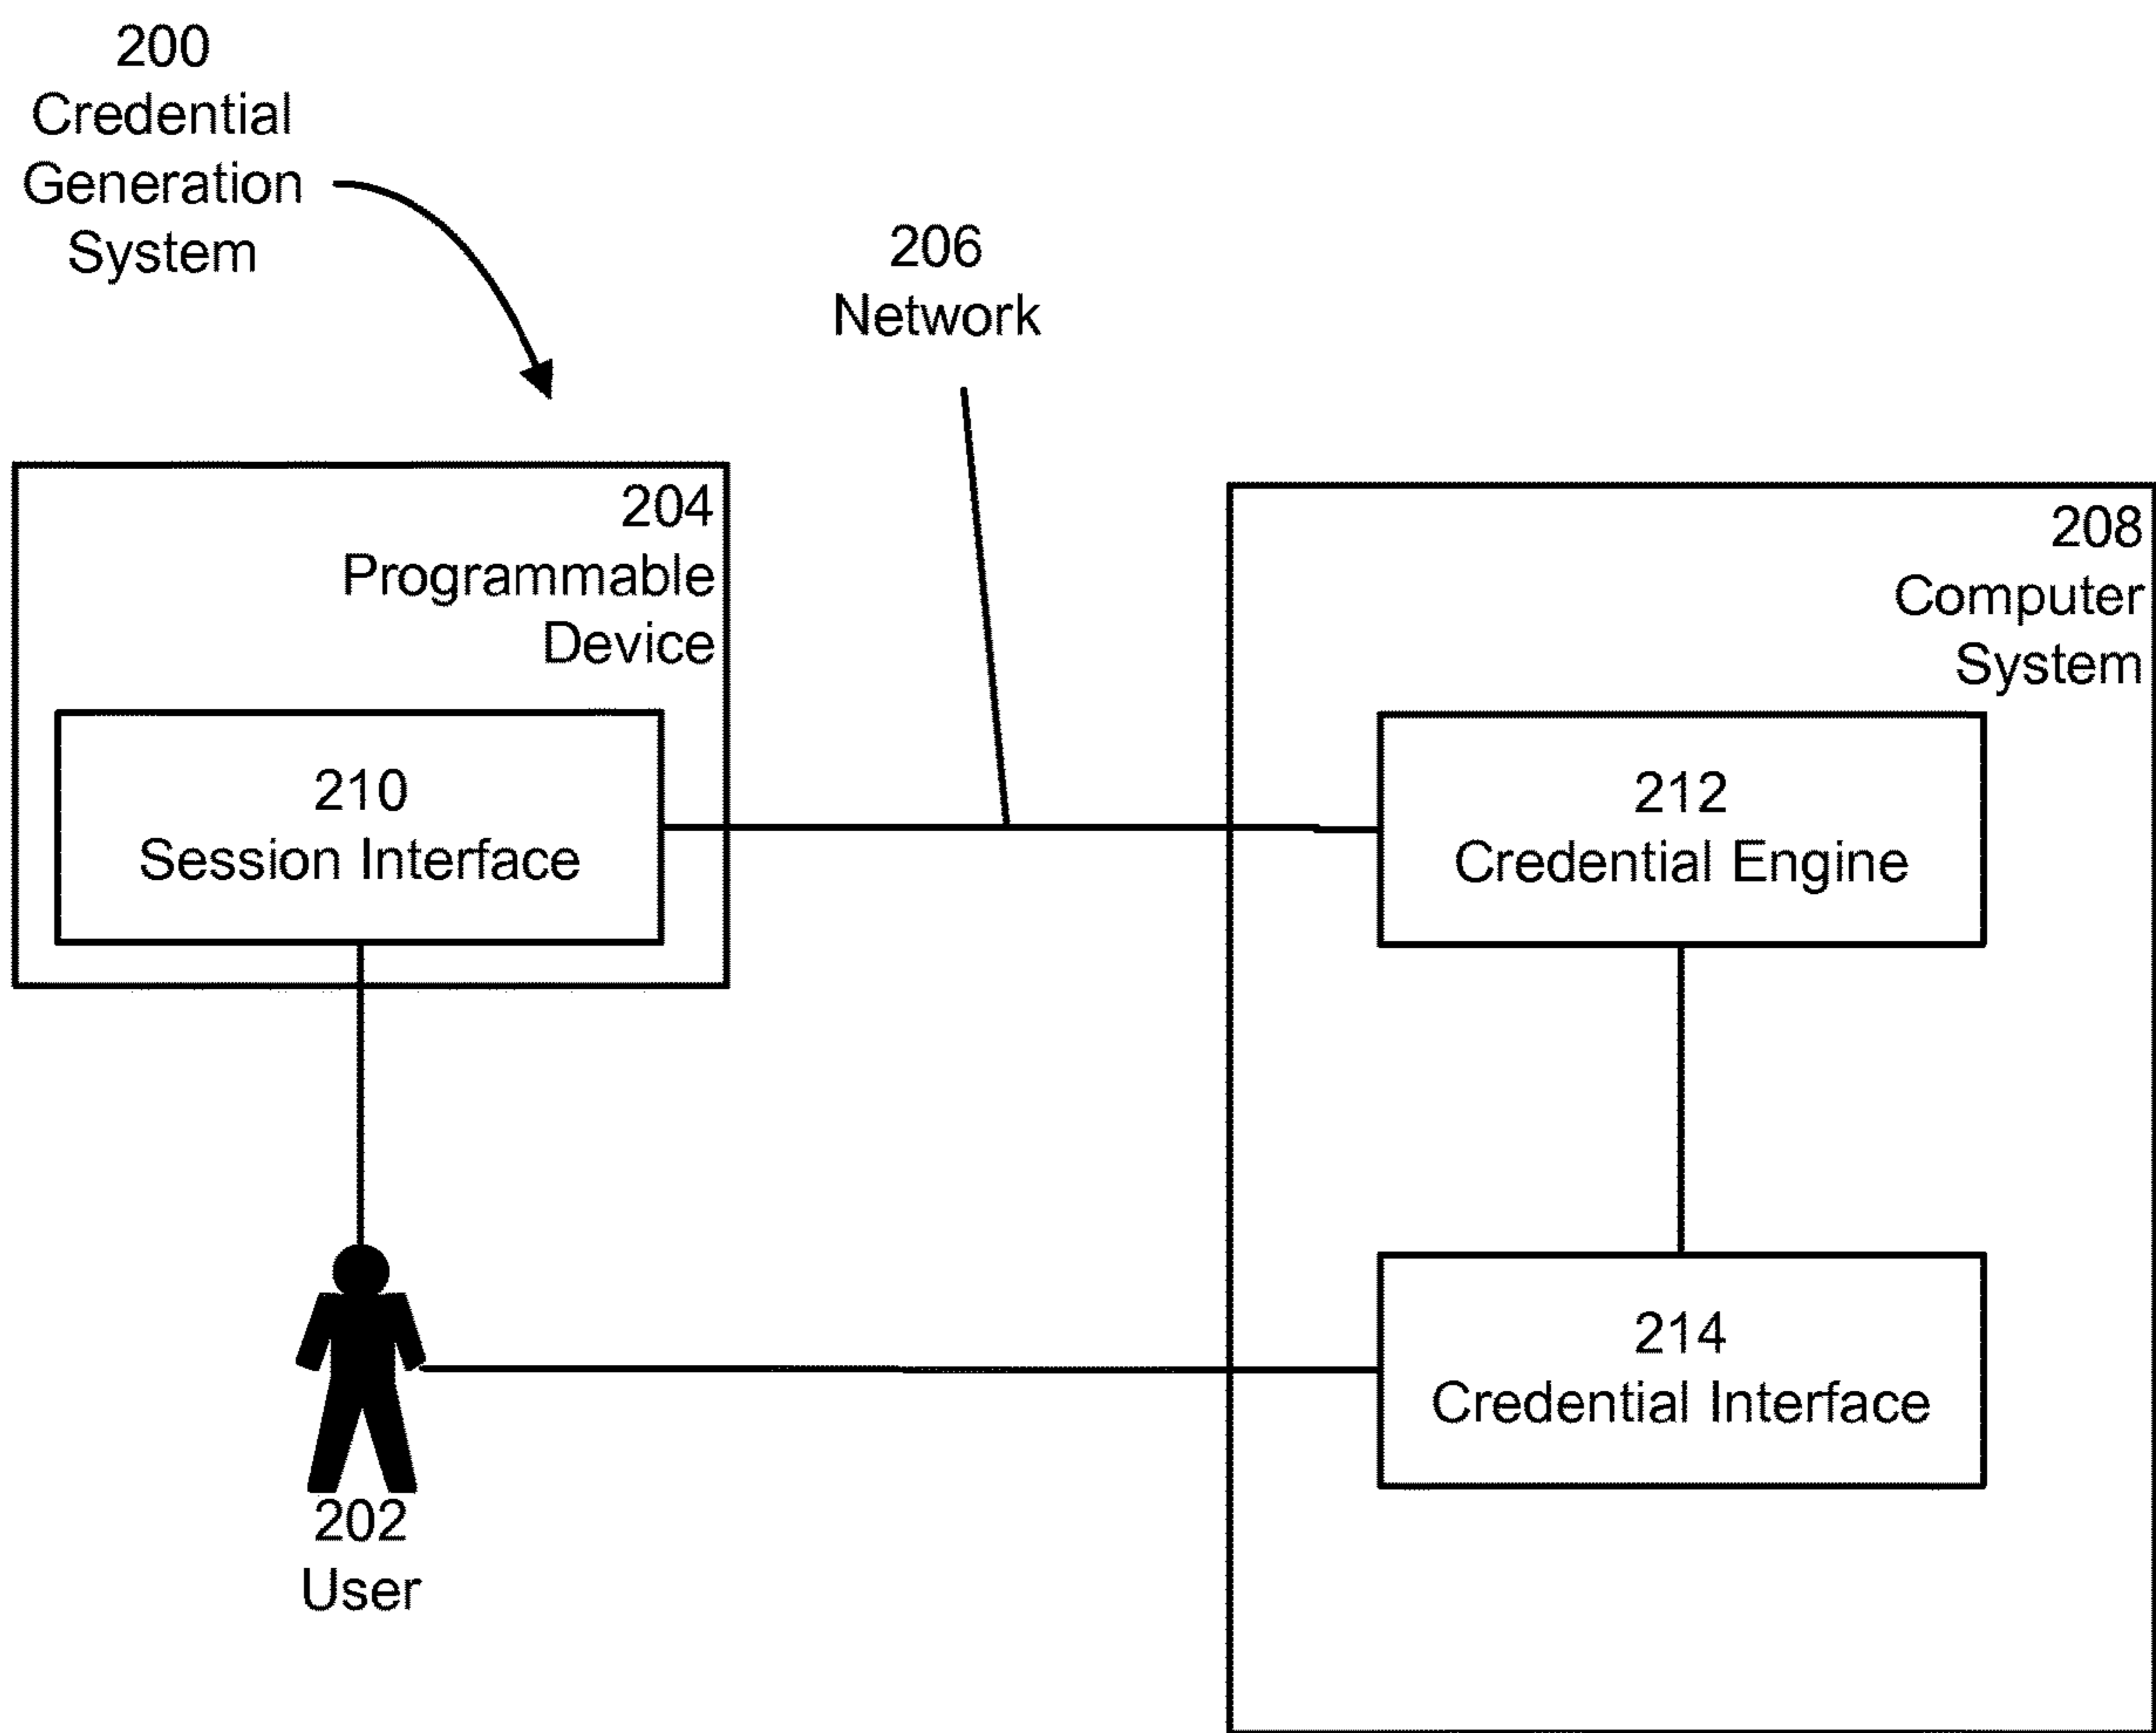 200
Credential
Generation
System
206
Network
204
Programmable
Device
208
Computer
System
210
Session Interface
212
Credential Engine
214
Credential Interface
202
User